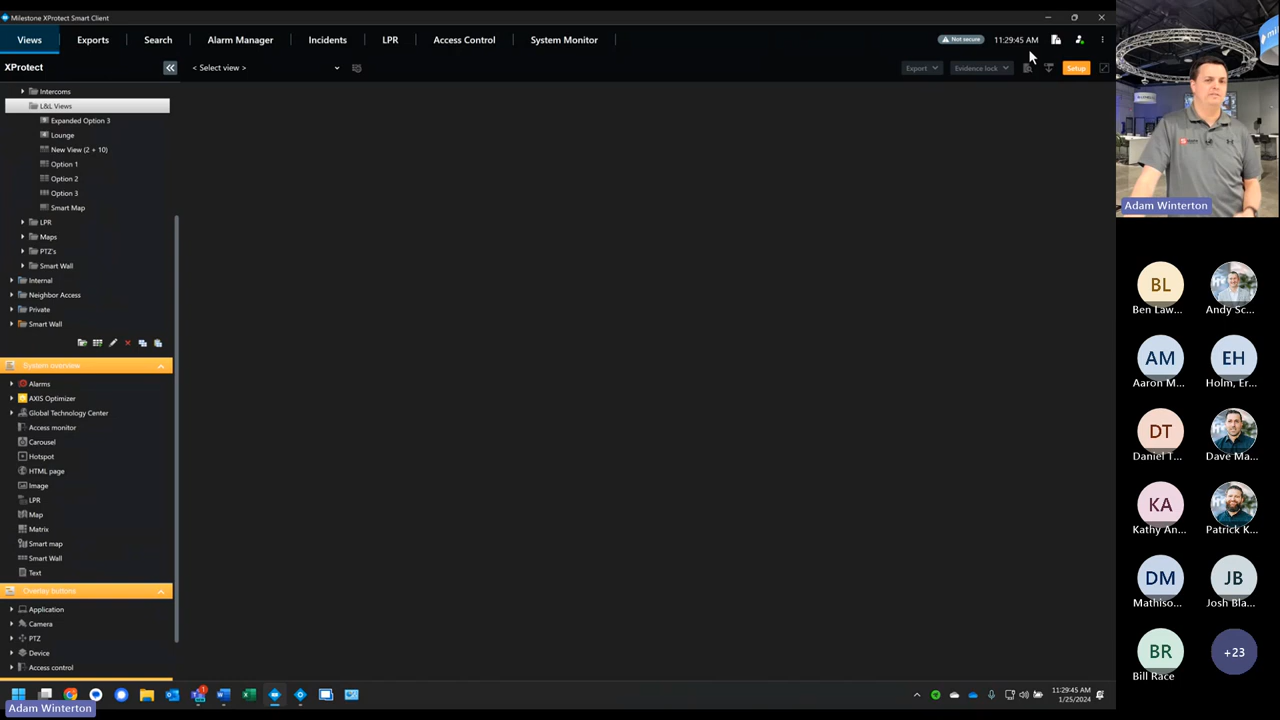 Milestone XProtect Smart Client
Views
Exports
Search
Alarm Manager
Incidents
LPR
Access Control
System Monitor
Not secure
11:29:45 AM
XProtect
< Select view >
Export
Evidence lock
Setup
Intercoms
L&L Views
Expanded Option 3
Lounge
New View (2 + 10)
Option 1
Option 2
Option 3
Smart Map
LPR
Maps
PTZ's
Smart Wall
Internal
Neighbor Access
Private
Smart Wall
System overview
Alarms
AXIS Optimizer
Global Technology Center
Access monitor
Carousel
Hotspot
HTML page
Image
LPR
Map
Matrix
Smart map
Smart Wall
Text
Overlay buttons
Application
Camera
PTZ
Device
Access control
Adam Winterton
11:29:45 AM
1/25/2024
Adam Winterton
BL
Ben Law...
Andy Sc...
AM
Aaron M...
EH
Holm, Er...
DT
Daniel T...
Dave Ma...
KA
Kathy An...
Patrick K...
DM
Mathiso...
JB
Josh Bla...
BR
Bill Race
+23